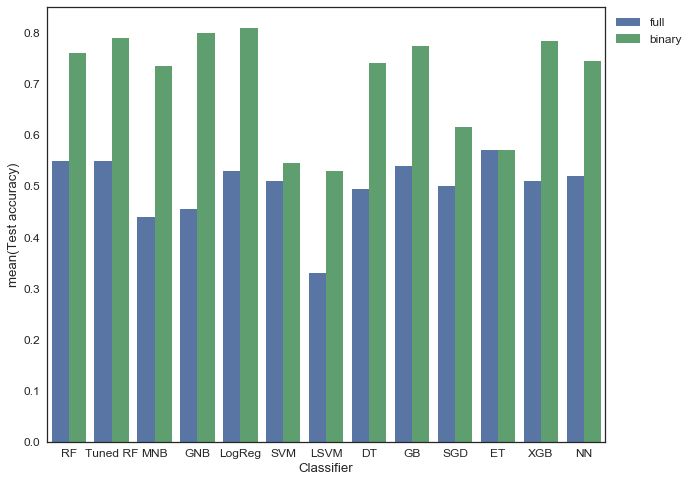 full
binary
mean(Test accuracy)
0.8
0.7
0.6
0.5
0.4
0.3
0.2
0.1
0.0
RF Tuned RF MNB GNB LogReg SVM LSVM DT GB SGD ET XGB NN
Classifier